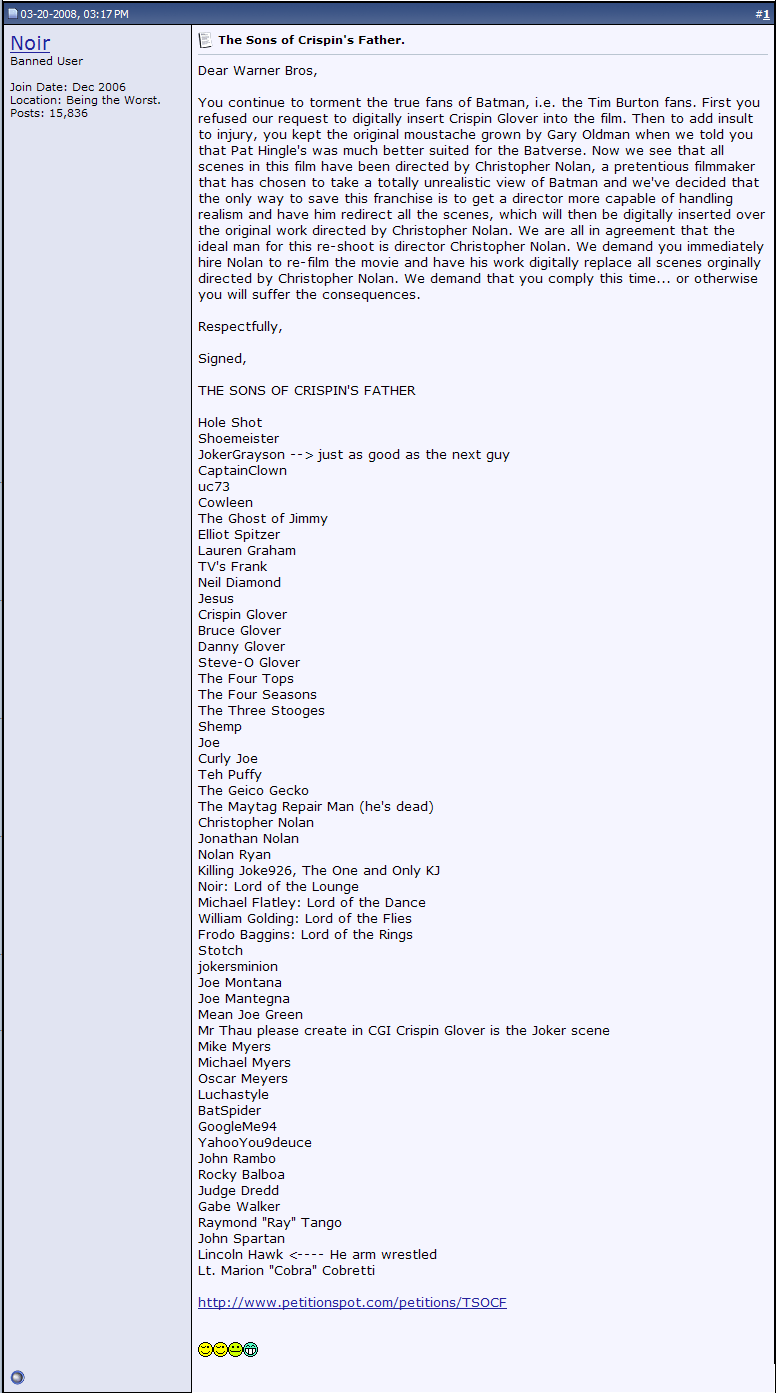 03-20-2008, 03:17 PM
#1
Noir
Banned User
Join Date: Dec 2006
Location: Being the Worst.
Posts: 15,836
The Sons of Crispin's Father.
Dear Warner Bros,
You continue to torment the true fans of Batman, i.e. the Tim Burton fans. First you
refused our request to digitally insert Crispin Glover into the film. Then to add insult
to injury, you kept the original moustache grown by Gary Oldman when we told you
that Pat Hingle's was much better suited for the Batverse. Now we see that all
scenes in this film have been directed by Christopher Nolan, a pretentious filmmaker
that has chosen to take a totally unrealistic view of Batman and we've decided that
the only way to save this franchise is to get a director more capable of handling
realism and have him redirect all the scenes, which will then be digitally inserted over
the original work directed by Christopher Nolan. We are all in agreement that the
ideal man for this re-shoot is director Christopher Nolan. We demand you immediately
hire Nolan to re-film the movie and have his work digitally replace all scenes orginally
directed by Christopher Nolan. We demand that you comply this time... or otherwise
you will suffer the consequences.
Respectfully,
Signed,
THE SONS OF CRISPIN'S FATHER
Hole Shot
Shoemeister
JokerGrayson --> just as good as the next guy
CaptainClown
uc73
Cowleen
The Ghost of Jimmy
Elliot Spitzer
Lauren Graham
TV's Frank
Neil Diamond
Jesus
Crispin Glover
Bruce Glover
Danny Glover
Steve-O Glover
The Four Tops
The Four Seasons
The Three Stooges
Shemp
Joe
Curly Joe
Teh Puffy
The Geico Gecko
The Maytag Repair Man (he's dead)
Christopher Nolan
Jonathan Nolan
Nolan Ryan
Killing Joke926, The One and Only KJ
Noir: Lord of the Lounge
Michael Flatley: Lord of the Dance
William Golding: Lord of the Flies
Frodo Baggins: Lord of the Rings
Stotch
jokersminion
Joe Montana
Joe Mantegna
Mean Joe Green
Mr Thau please create in CGI Crispin Glover is the Joker scene
Mike Myers
Michael Myers
Oscar Meyers
Luchastyle
BatSpider
GoogleMe94
YahooYou9deuce
John Rambo
Rocky Balboa
Judge Dredd
Gabe Walker
Raymond "Ray" Tango
John Spartan
Lincoln Hawk <---- He arm wrestled
Lt. Marion "Cobra" Cobretti
http://www.petitionspot.com/petitions/TSOCF